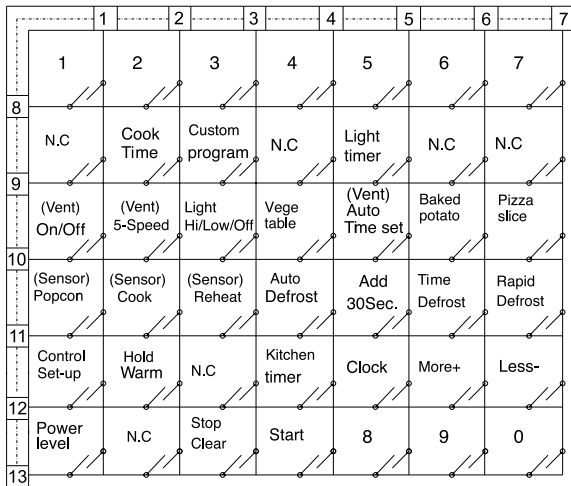 1 2 3 4 5 6 7
1 2 3 4 5 6 7
8
N.C Cook Time Custom program N.C Light timer N.C N.C
9
(Vent) On/Off (Vent) 5-Speed Light Hi/Low/Off Vege table (Vent) Auto Time set Baked potato Pizza slice
10
(Sensor) Popcon (Sensor) Cook (Sensor) Reheat Auto Defrost Add 30Sec. Time Defrost Rapid Defrost
11
Control Set-up Hold Warm N.C Kitchen timer Clock More+ Less-
12
Power level N.C Stop Clear Start 8 9 0
13